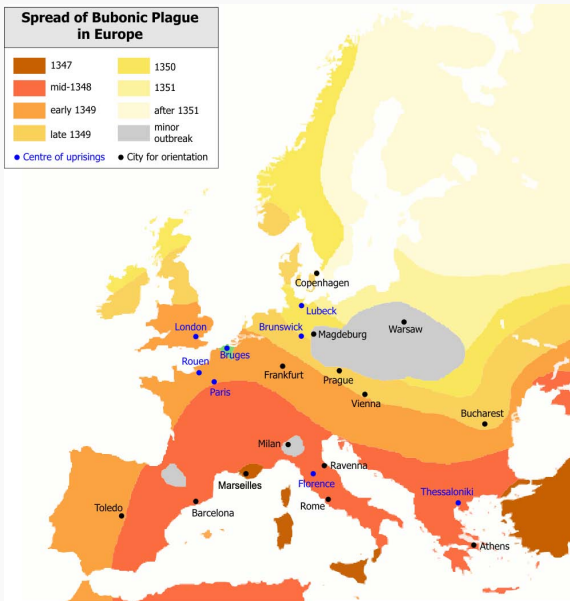 Spread of Bubonic Plague
in Europe
1347
mid-1348
early 1349
late 1349
1350
1351
after 1351
minor
outbreak
Centre of uprisings
City for orientation
Copenhagen
Lubeck
London
Brunswick
Magdeburg
Warsaw
Bruges
Rouen
Frankfurt
Prague
Paris
Vienna
Bucharest
Milan
Ravenna
Marseilles
Florence
Thessaloniki
Toledo
Barcelona
Rome
Athens